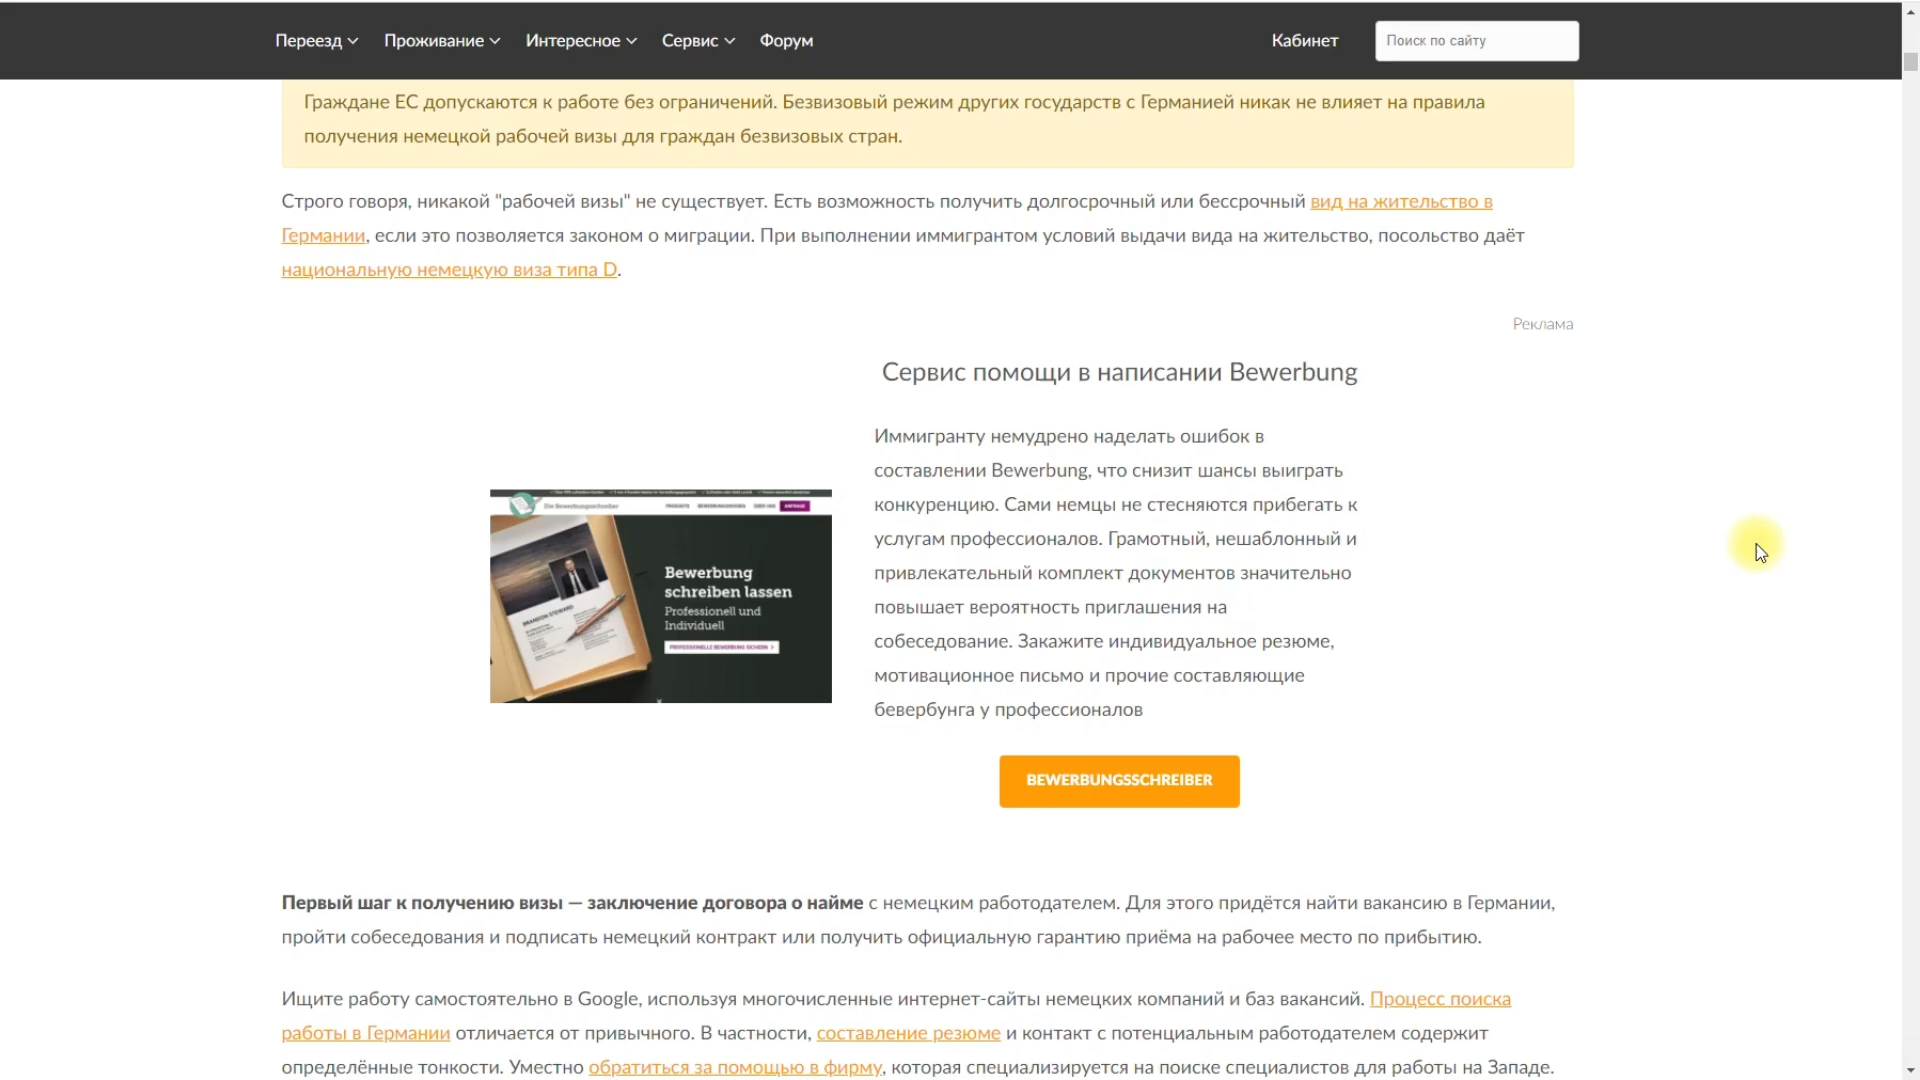 Переезд Проживание Интересное Сервис Форум Кабинет Поиск по сайту
Граждане ЕС допускаются к работе без ограничений. Безвизовый режим других государств с Германией никак не влияет на правила
получения немецкой рабочей визы для граждан безвизовых стран.
Строго говоря, никакой "рабочей визы" не существует. Есть возможность получить долгосрочный или бессрочный вид на жительство в
Германии, если это позволяется законом о миграции. При выполнении иммигрантом условий выдачи вида на жительство, посольство даёт
национальную немецкую виза типа D.
Реклама
Сервис помощи в написании Bewerbung
Иммигранту немудрено наделать ошибок в
составлении Bewerbung, что снизит шансы выиграть
конкуренцию. Сами немцы не стесняются прибегать к
услугам профессионалов. Грамотный, нешаблонный и
привлекательный комплект документов значительно
повышает вероятность приглашения на
собеседование. Закажите индивидуальное резюме,
мотивационное письмо и прочие составляющие
бевербунга у профессионалов
Die Bewerbungsschreiber
Bewerbung
schreiben lassen
Professionell und
Individuell
PROFESSIONELLE BEWERBUNG SICHERN
BRANDON STEWARD
BEWERBUNGSSCHREIBER
Первый шаг к получению визы — заключение договора о найме с немецким работодателем. Для этого придётся найти вакансию в Германии,
пройти собеседования и подписать немецкий контракт или получить официальную гарантию приёма на рабочее место по прибытию.
Ищите работу самостоятельно в Google, используя многочисленные интернет-сайты немецких компаний и баз вакансий. Процесс поиска
работы в Германии отличается от привычного. В частности, составление резюме и контакт с потенциальным работодателем содержит
определённые тонкости. Уместно обратиться за помощью в фирму, которая специализируется на поиске специалистов для работы на Западе.